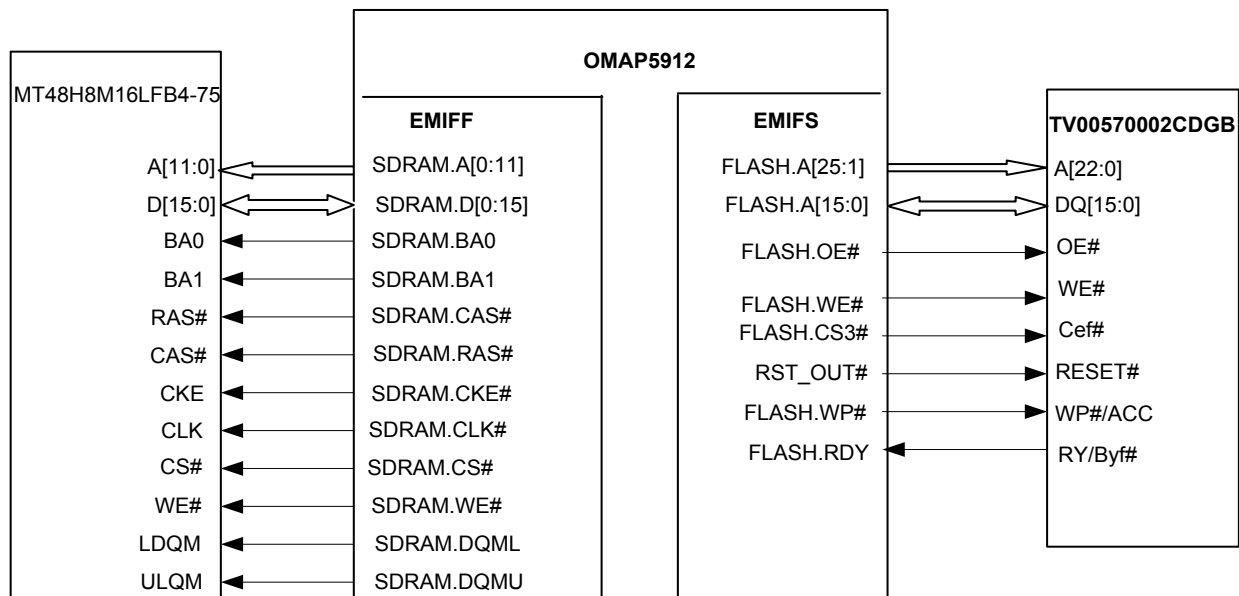 OMAP5912
MT48H8M16LFB4-75
EMIFF
EMIFS
TV00570002CDGB
A[11:0]
SDRAM.A[0:11]
FLASH.A[25:1]
A[22:0]
D[15:0]
SDRAM.D[0:15]
FLASH.A[15:0]
DQ[15:0]
BA0
SDRAM.BA0
FLASH.OE#
OE#
BA1
SDRAM.BA1
FLASH.WE#
WE#
RAS#
SDRAM.CAS#
FLASH.CS3#
Cef#
CAS#
SDRAM.RAS#
RST_OUT#
RESET#
CKE
SDRAM.CKE#
FLASH.WP#
WP#/ACC
CLK
SDRAM.CLK#
FLASH.RDY
RY/Byf#
CS#
SDRAM.CS#
WE#
SDRAM.WE#
LDQM
SDRAM.DQML
ULQM
SDRAM.DQMU